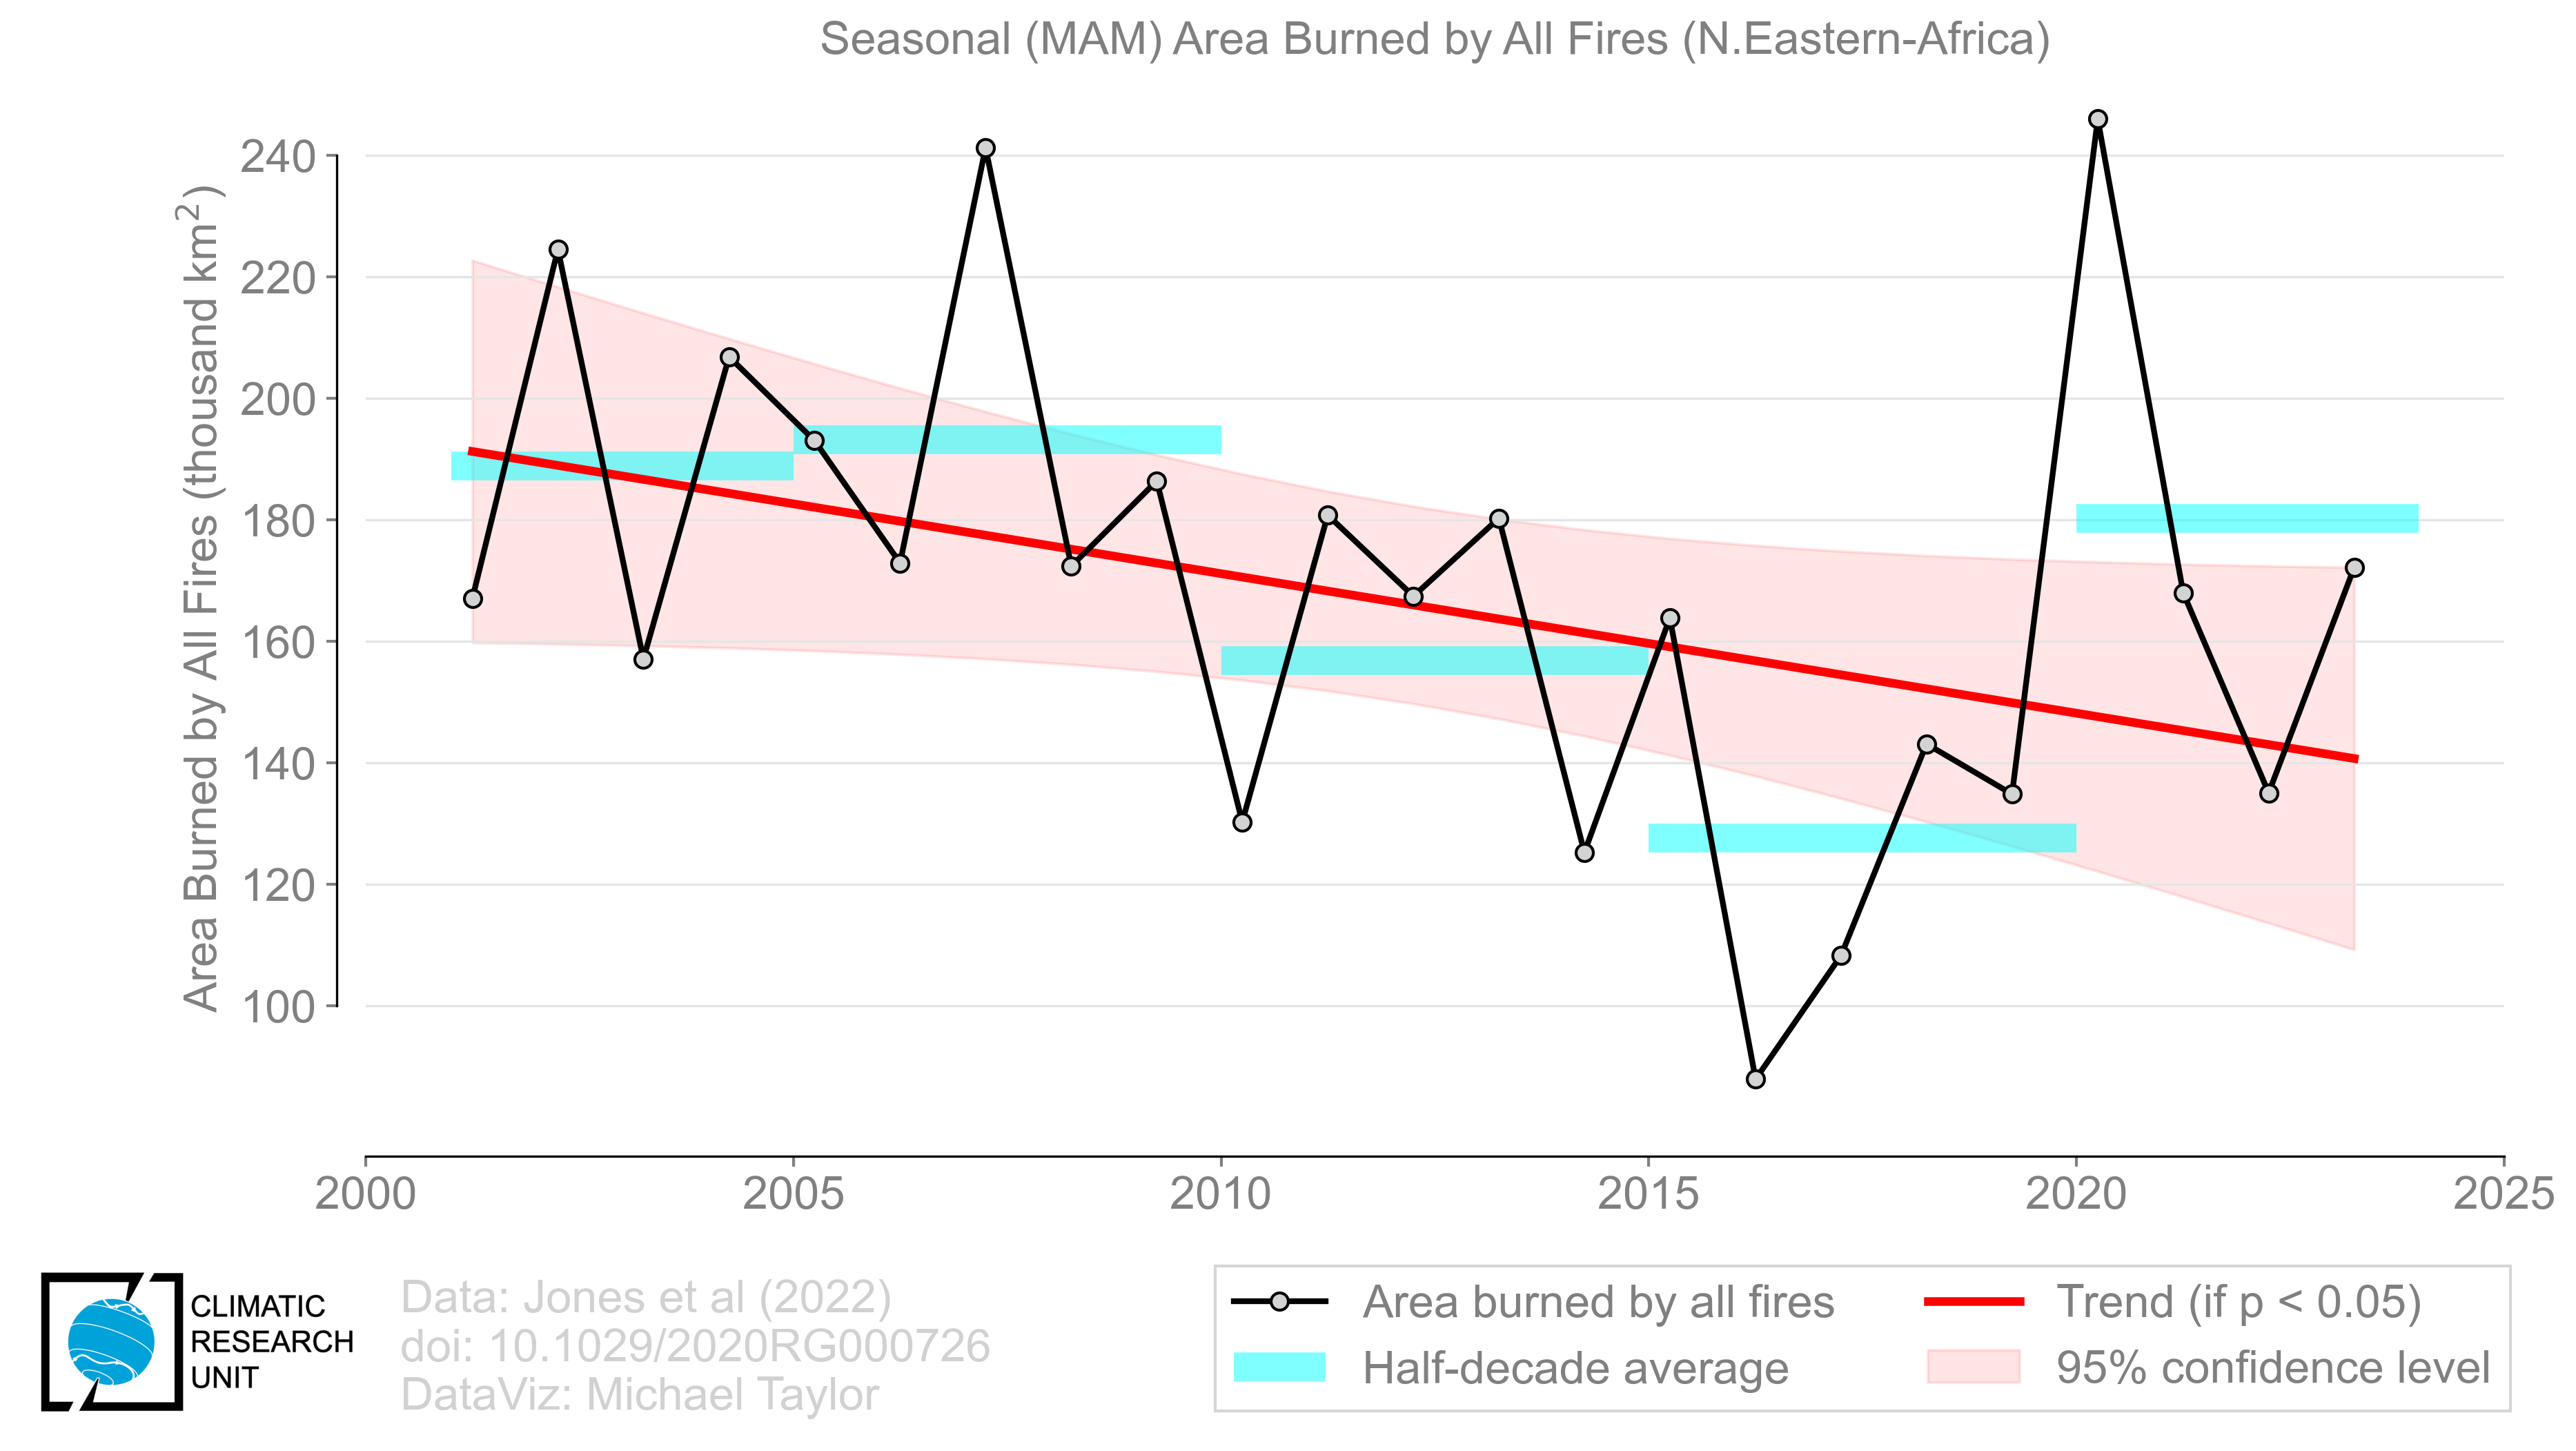 Seasonal (MAM) Area Burned by All Fires (N.Eastern-Africa)
Area Burned by All Fires (thousand km²)
240
220
200
180
160
140
120
100
2000 2005 2010 2015 2020 2025
CLIMATIC
RESEARCH
UNIT
Data: Jones et al (2022)
doi: 10.1029/2020RG000726
DataViz: Michael Taylor
Area burned by all fires
Half-decade average
Trend (if p < 0.05)
95% confidence level